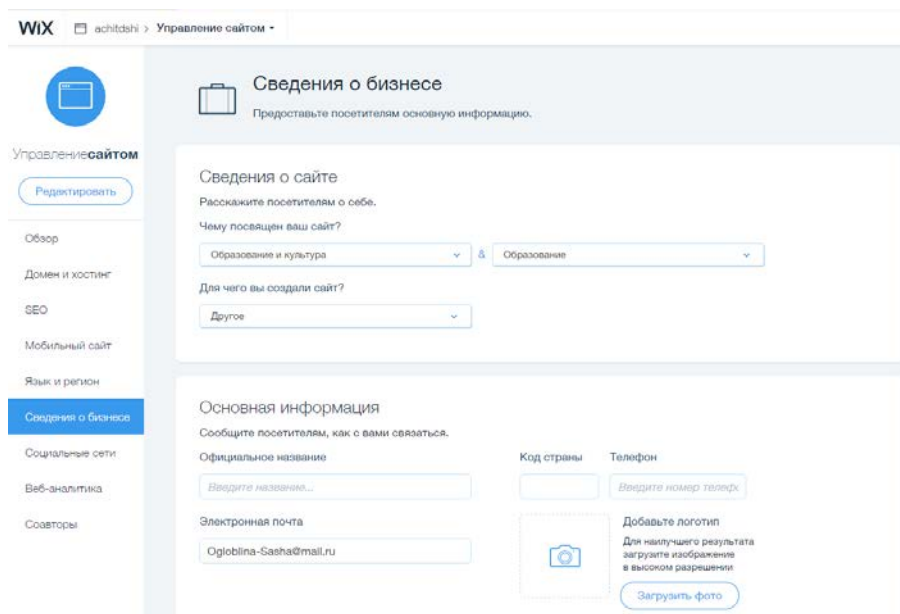 WiX achitdshi > Управление сайтом
Управлениесайтом
Редактировать
Обзор
Домен и хостинг
SEO
Мобильный сайт
Язык и регион
Сведения о бизнесе
Социальные сети
Веб-аналитика
Соавторы
Сведения о бизнесе
Предоставьте посетителям основную информацию.
Сведения о сайте
Расскажите посетителям о себе.
Чему посвящен ваш сайт?
Образование и культура & Образование
Для чего вы создали сайт?
Другое
Основная информация
Сообщите посетителям, как с вами связаться.
Официальное название Код страны Телефон
Введите название... Введите номер телефо
Электронная почта
Ogloblina-Sasha@mail.ru
Добавьте логотип
Для наилучшего результата
загрузите изображение
в высоком разрешении
Загрузить фото